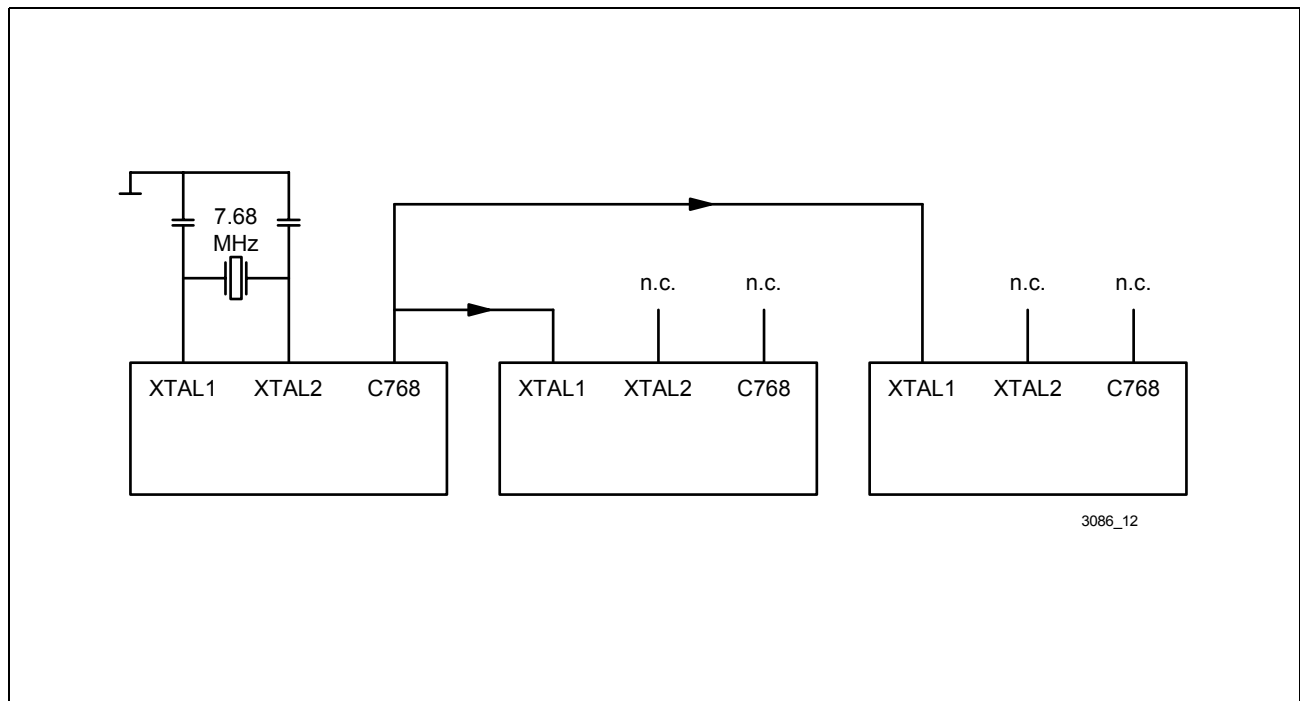 7.68
MHz
n.c. n.c. n.c. n.c.
XTAL1 XTAL2 C768 XTAL1 XTAL2 C768 XTAL1 XTAL2 C768
3086_12